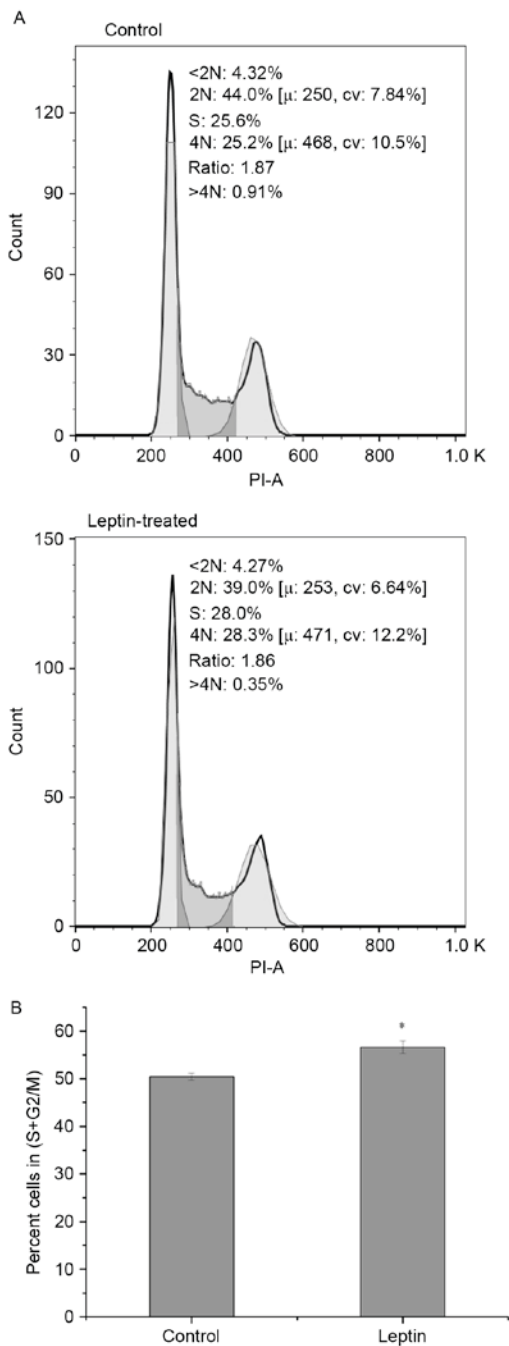 A
Control
<2N: 4.32%
2N: 44.0% [μ: 250, cv: 7.84%]
S: 25.6%
4N: 25.2% [μ: 468, cv: 10.5%]
Ratio: 1.87
>4N: 0.91%
120
90
60
30
0
Count
0 200 400 600 800 1.0 K
PI-A
Leptin-treated
<2N: 4.27%
2N: 39.0% [μ: 253, cv: 6.64%]
S: 28.0%
4N: 28.3% [μ: 471, cv: 12.2%]
Ratio: 1.86
>4N: 0.35%
150
100
50
0
Count
0 200 400 600 800 1.0 K
PI-A
B
60
50
40
30
20
10
0
Percent cells in (S+G2/M)
*
Control Leptin